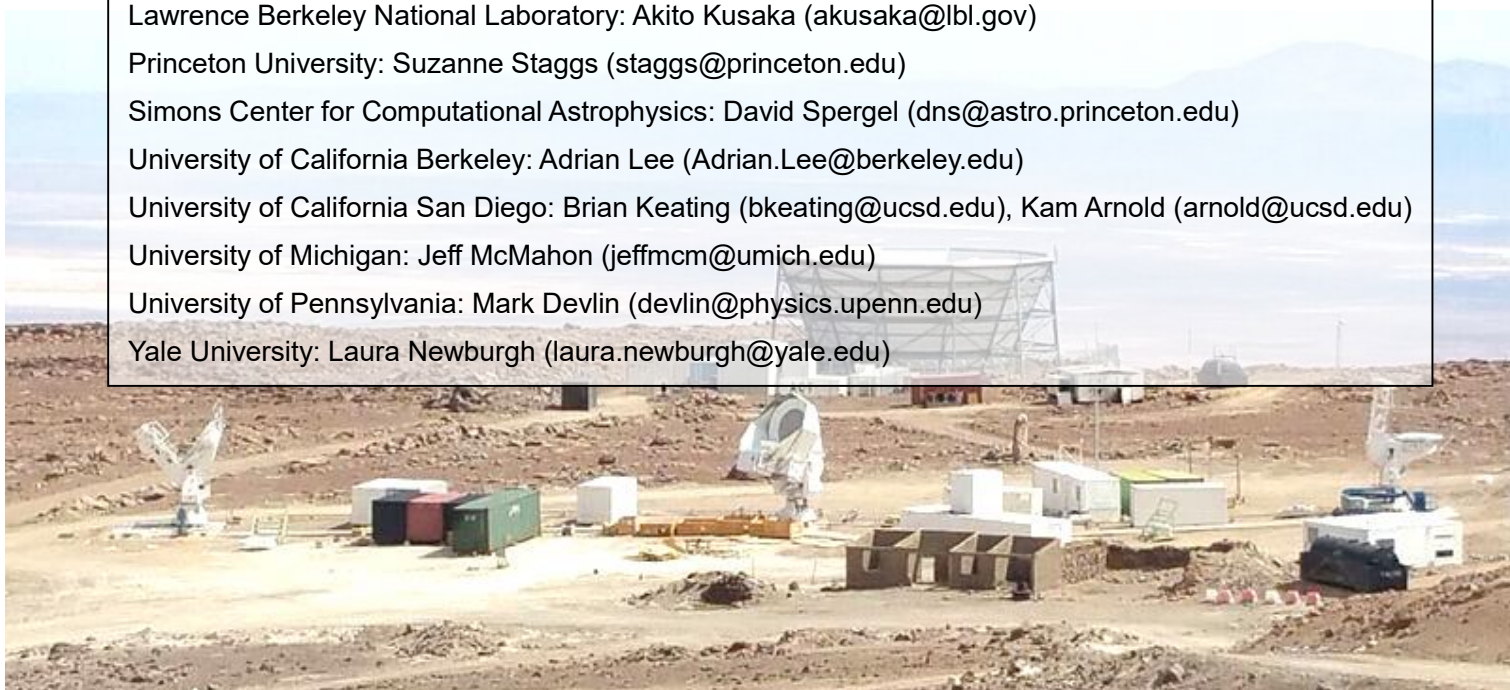 Lawrence Berkeley National Laboratory: Akito Kusaka (akusaka@lbl.gov)
Princeton University: Suzanne Staggs (staggs@princeton.edu)
Simons Center for Computational Astrophysics: David Spergel (dns@astro.princeton.edu)
University of California Berkeley: Adrian Lee (Adrian.Lee@berkeley.edu)
University of California San Diego: Brian Keating (bkeating@ucsd.edu), Kam Arnold (arnold@ucsd.edu)
University of Michigan: Jeff McMahon (jeffmcm@umich.edu)
University of Pennsylvania: Mark Devlin (devlin@physics.upenn.edu)
Yale University: Laura Newburgh (laura.newburgh@yale.edu)